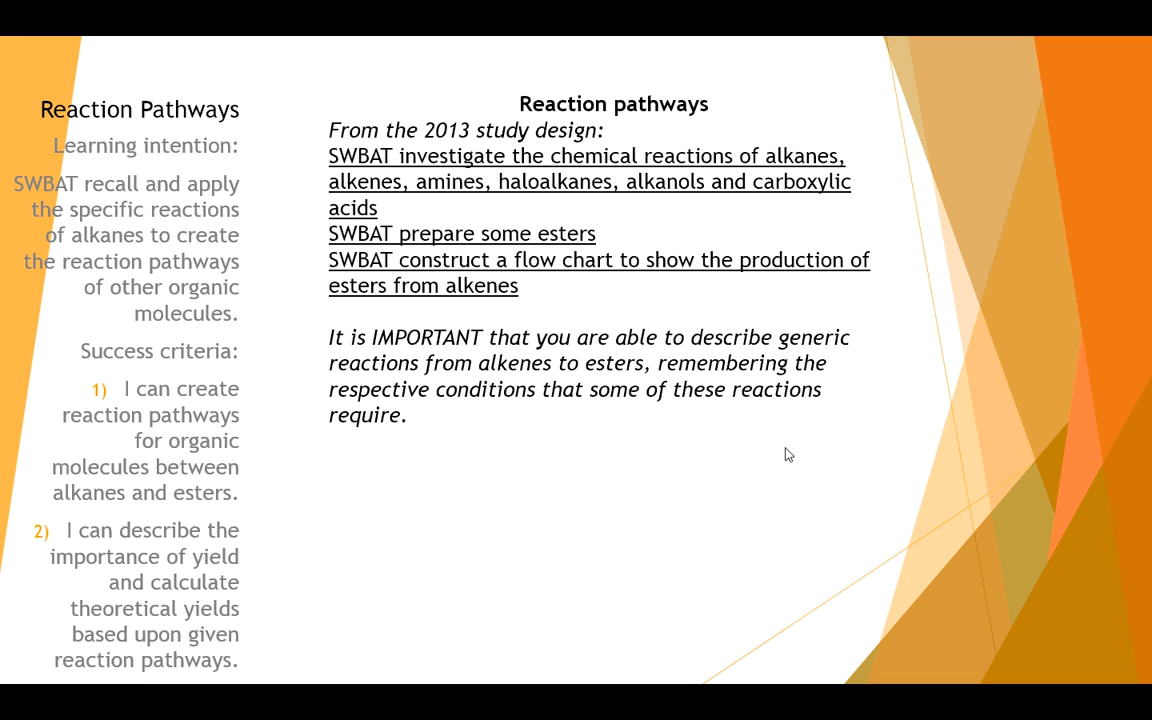 Reaction Pathways
Learning intention:
SWBAT recall and apply
the specific reactions
of alkanes to create
the reaction pathways
of other organic
molecules.
Success criteria:
1) I can create
reaction pathways
for organic
molecules between
alkanes and esters.
2) I can describe the
importance of yield
and calculate
theoretical yields
based upon given
reaction pathways.
Reaction pathways
From the 2013 study design:
SWBAT investigate the chemical reactions of alkanes,
alkenes, amines, haloalkanes, alkanols and carboxylic
acids
SWBAT prepare some esters
SWBAT construct a flow chart to show the production of
esters from alkenes
It is IMPORTANT that you are able to describe generic
reactions from alkenes to esters, remembering the
respective conditions that some of these reactions
require.